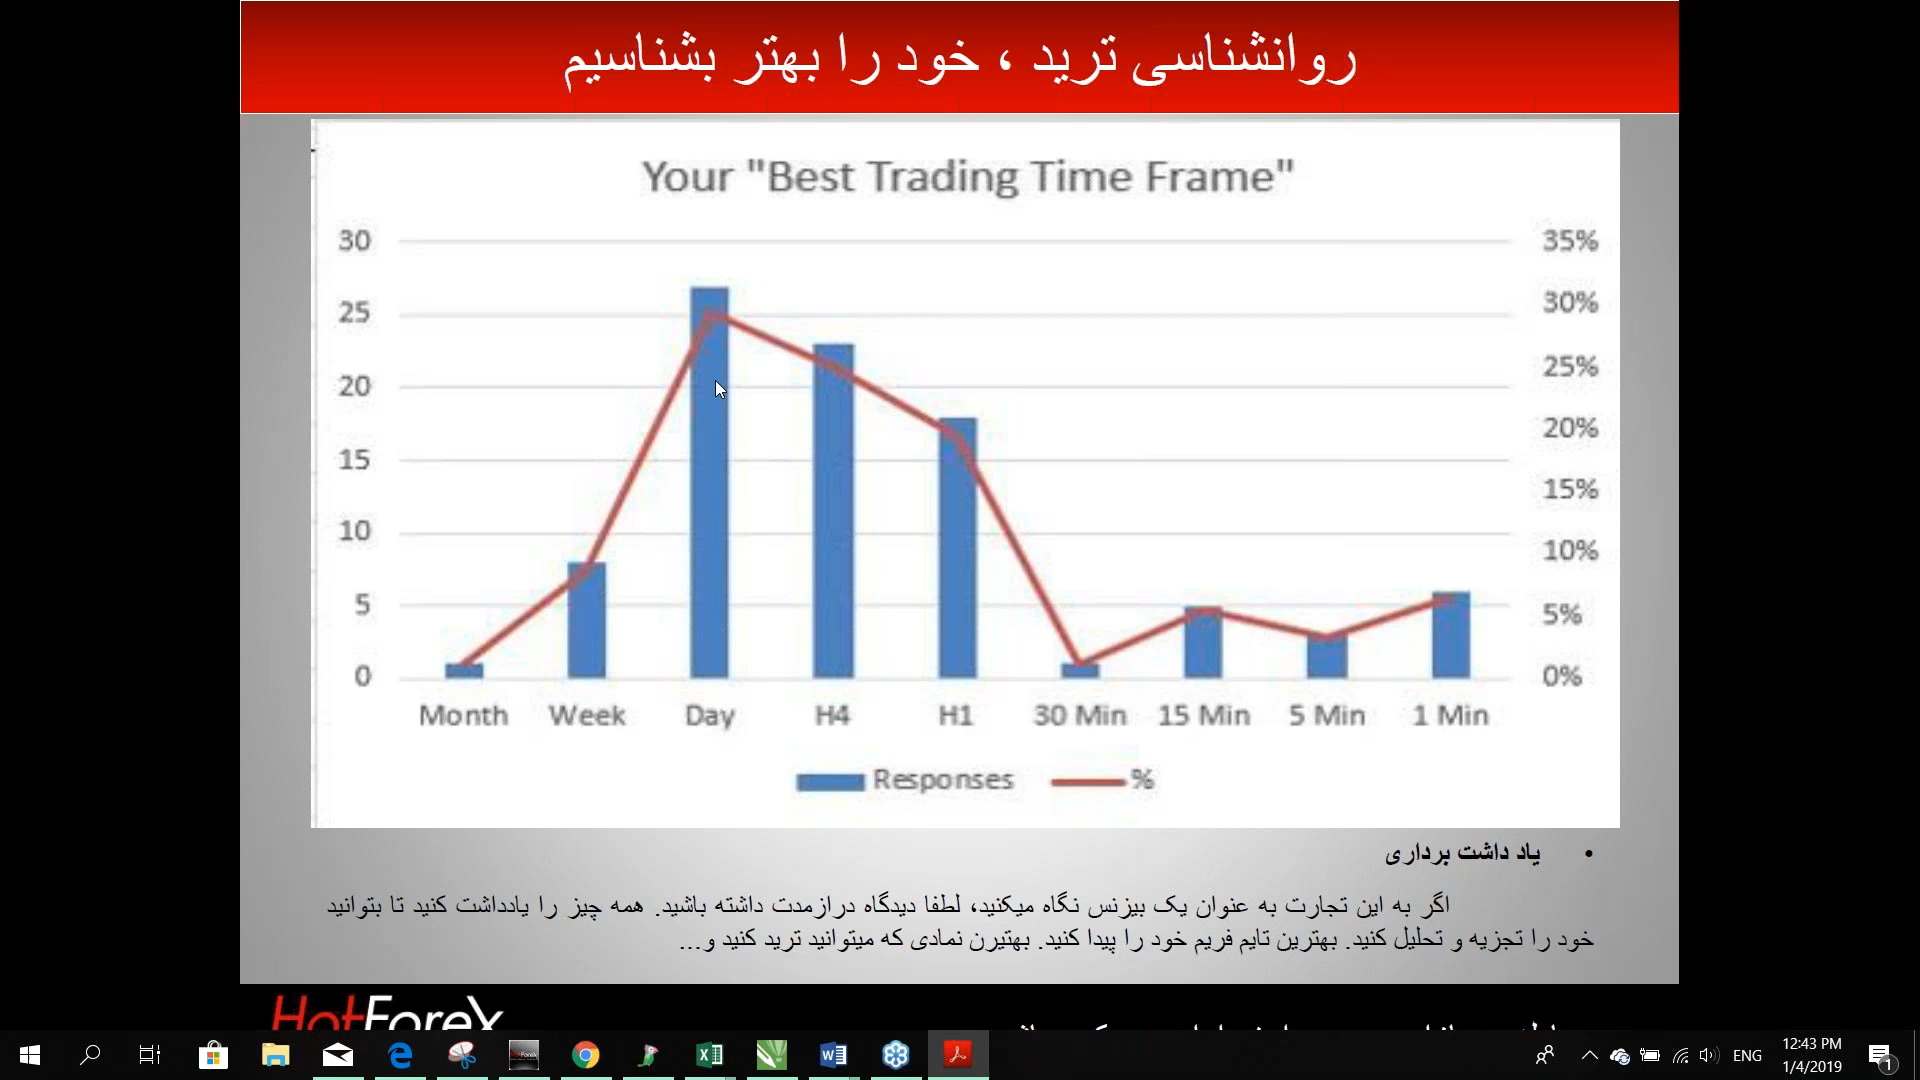 روانشناسی ترید ، خود را بهتر بشناسیم
Your "Best Trading Time Frame"
30
25
20
15
10
5
0
35%
30%
25%
20%
15%
10%
5%
0%
Month Week Day H4 H1 30 Min 15 Min 5 Min 1 Min
Responses %
• یاد داشت برداری
اگر به این تجارت به عنوان یک بیزنس نگاه میکنید، لطفا دیدگاه درازمدت داشته باشید. همه چیز را یادداشت کنید تا بتوانید
خود را تجزیه و تحلیل کنید. بهترین تایم فریم خود را پیدا کنید. بهتیرن نمادی که میتوانید ترید کنید و...
HotForex
ENG
12:43 PM
1/4/2019
1